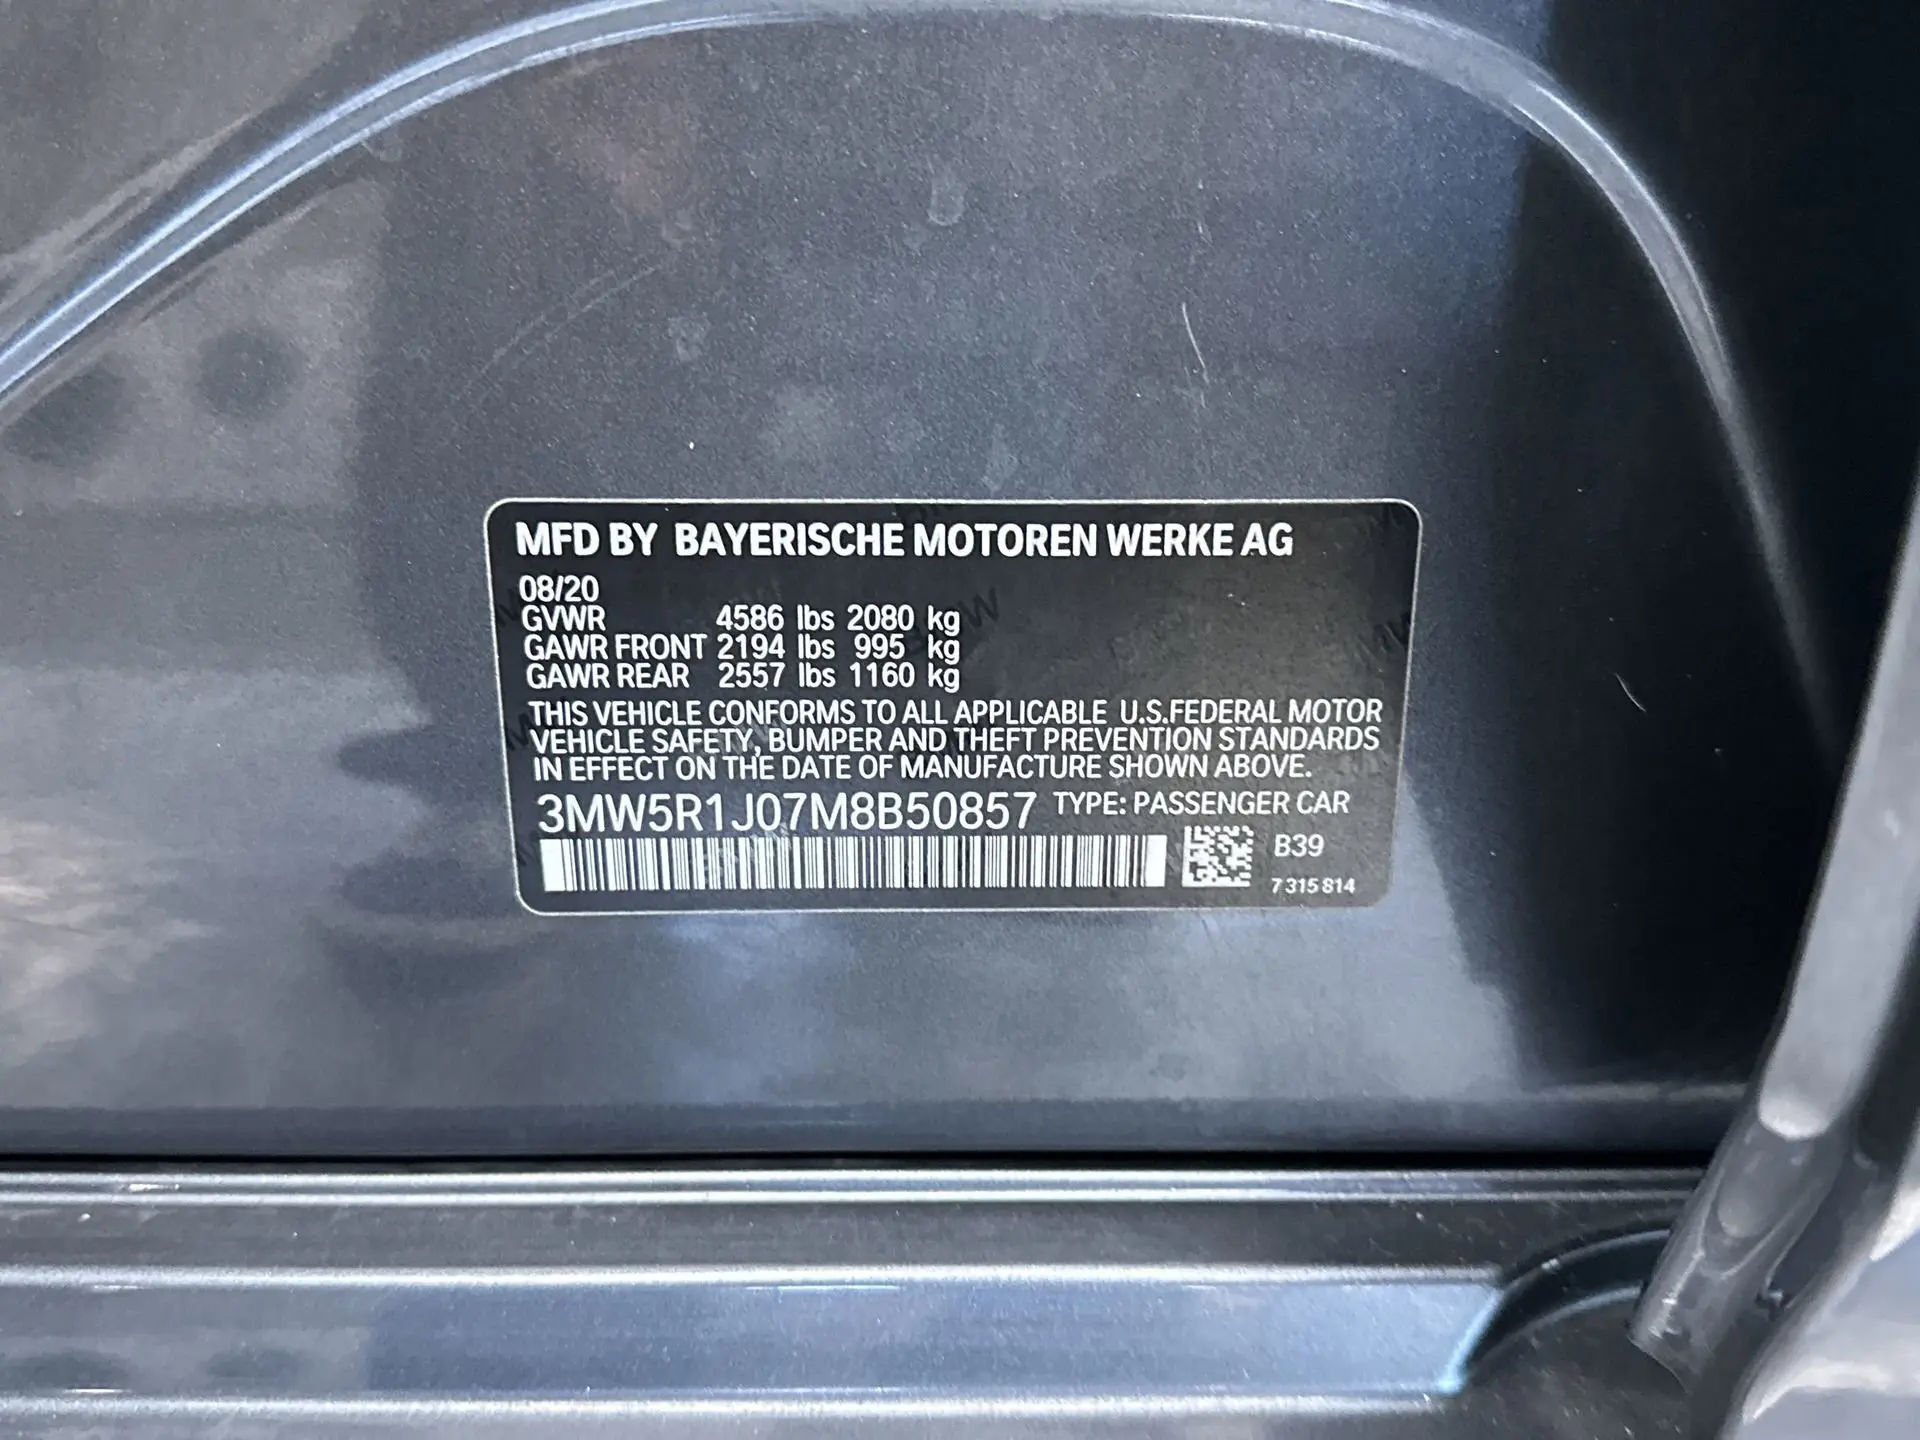 MFD BY BAYERISCHE MOTOREN WERKE AG
08/20
GVWR 4586 lbs 2080 kg
GAWR FRONT 2194 lbs 995 kg
GAWR REAR 2557 lbs 1160 kg
THIS VEHICLE CONFORMS TO ALL APPLICABLE U.S.FEDERAL MOTOR
VEHICLE SAFETY, BUMPER AND THEFT PREVENTION STANDARDS
IN EFFECT ON THE DATE OF MANUFACTURE SHOWN ABOVE.
3MW5R1J07M8B50857 TYPE: PASSENGER CAR
B39
7 315 814